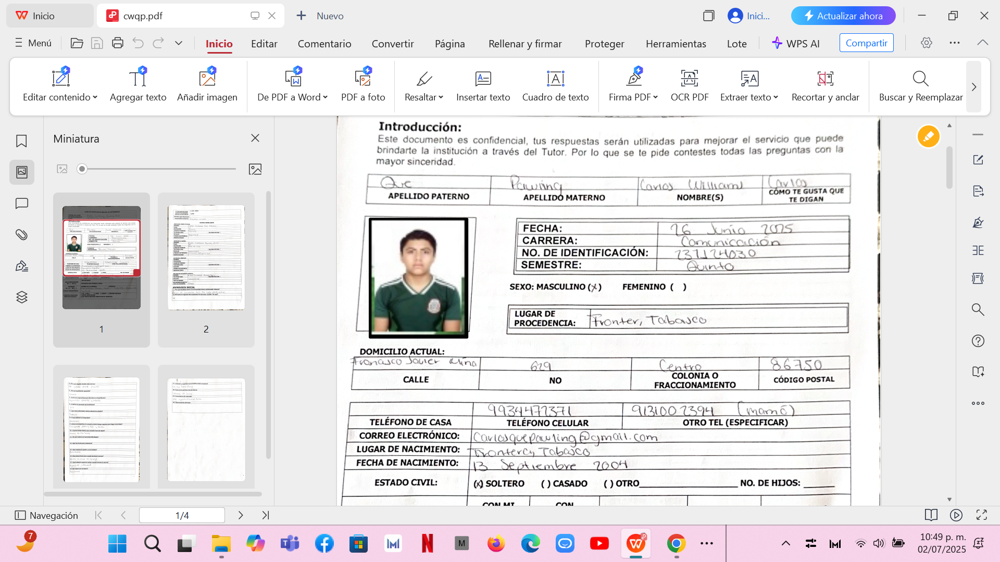 Inicio
cwqp.pdf
Nuevo
Inici...
Actualizar ahora
Menú
Inicio
Editar
Comentario
Convertir
Página
Rellenar y firmar
Proteger
Herramientas
Lote
WPS AI
Compartir
Editar contenido
Agregar texto
Añadir imagen
De PDF a Word
PDF a foto
Resaltar
Insertar texto
Cuadro de texto
Firma PDF
OCR PDF
Extraer texto
Recortar y anclar
Buscar y Reemplazar
Miniatura
1
2
Introducción:
Este documento es confidencial, tus respuestas serán utilizadas para mejorar el servicio que puede
brindarte la institución a través del Tutor. Por lo que se te pide contestes todas las preguntas con la
mayor sinceridad.
Que Pawling Carlos Williams Carlos
APELLIDO PATERNO APELLIDO MATERNO NOMBRE(S) CÓMO TE GUSTA QUE
TE DIGAN
FECHA: 26 Junio 2025
CARRERA: Comunicación
NO. DE IDENTIFICACIÓN: 237124030
SEMESTRE: Quinto
SEXO: MASCULINO (x) FEMENINO ( )
LUGAR DE
PROCEDENCIA: Fronter, Tabasco
DOMICILIO ACTUAL:
Francisco Javier Mina 629 Centro 86750
CALLE NO COLONIA O
FRACCIONAMIENTO CÓDIGO POSTAL
9934477371 9131002394 (mamá)
TELÉFONO DE CASA TELÉFONO CELULAR OTRO TEL (ESPECIFICAR)
CORREO ELECTRÓNICO: Carlosquepawling@gmail.com
LUGAR DE NACIMIENTO: Frontera, Tabasco
FECHA DE NACIMIENTO: 13 Septiembre 2004
ESTADO CIVIL: (x) SOLTERO ( ) CASADO ( ) OTRO NO. DE HIJOS:
CON MI CON
Navegación
1/4
7
10:49 p. m.
02/07/2025